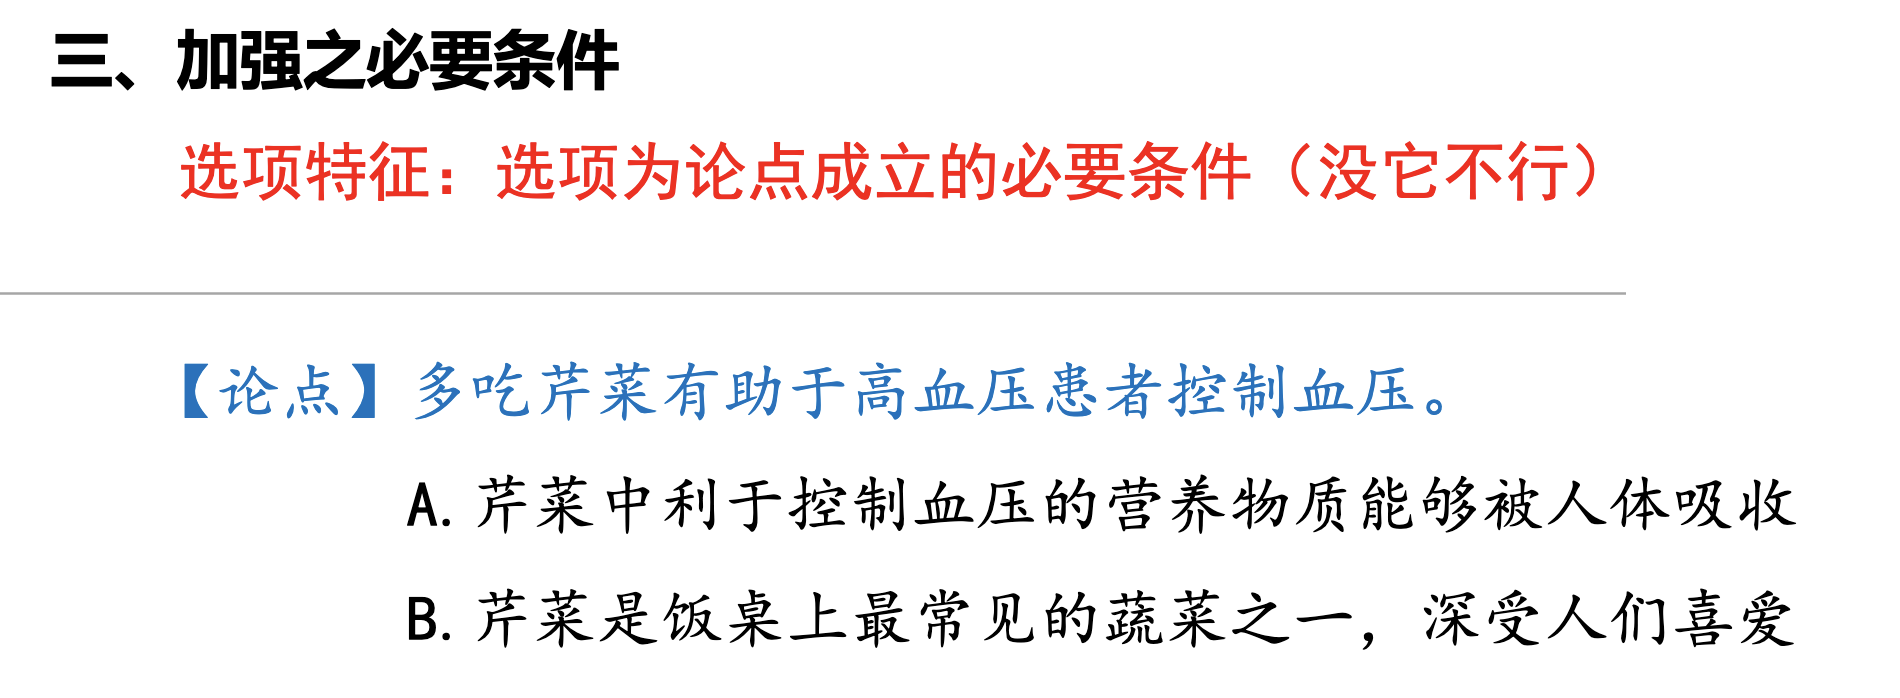 三、加强之必要条件
选项特征：选项为论点成立的必要条件（没它不行）
【论点】多吃芹菜有助于高血压患者控制血压。
A. 芹菜中利于控制血压的营养物质能够被人体吸收
B. 芹菜是饭桌上最常见的蔬菜之一，深受人们喜爱